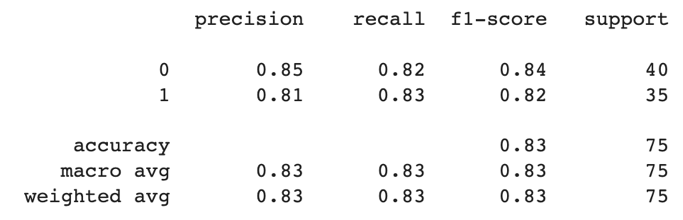 precision recall f1-score support
0 0.85 0.82 0.84 40
1 0.81 0.83 0.82 35
accuracy 0.83 75
macro avg 0.83 0.83 0.83 75
weighted avg 0.83 0.83 0.83 75